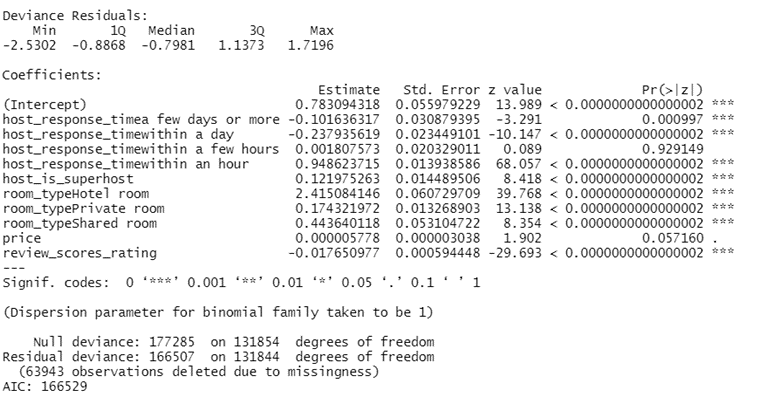 Deviance Residuals:
Min 1Q Median 3Q Max
-2.5302 -0.8868 -0.7981 1.1373 1.7196
Coefficients:
Estimate Std. Error z value Pr(>|z|)
(Intercept) 0.783094318 0.055979229 13.989 < 0.0000000000000002 ***
host_response_timea few days or more -0.101636317 0.030879395 -3.291 0.000997 ***
host_response_timewithin a day -0.237935619 0.023449101 -10.147 < 0.0000000000000002 ***
host_response_timewithin a few hours 0.001807573 0.020329011 0.089 0.929149
host_response_timewithin an hour 0.948623715 0.013938586 68.057 < 0.0000000000000002 ***
host_is_superhost 0.121975263 0.014489506 8.418 < 0.0000000000000002 ***
room_typeHotel room 2.415084146 0.060729709 39.768 < 0.0000000000000002 ***
room_typePrivate room 0.174321972 0.013268903 13.138 < 0.0000000000000002 ***
room_typeShared room 0.443640118 0.053104722 8.354 < 0.0000000000000002 ***
price 0.000005778 0.000003038 1.902 0.057160 .
review_scores_rating -0.017650977 0.000594448 -29.693 < 0.0000000000000002 ***
---
Signif. codes: 0 ‘***’ 0.001 ‘**’ 0.01 ‘*’ 0.05 ‘.’ 0.1 ‘ ’ 1
(Dispersion parameter for binomial family taken to be 1)
Null deviance: 177285 on 131854 degrees of freedom
Residual deviance: 166507 on 131844 degrees of freedom
(63943 observations deleted due to missingness)
AIC: 166529